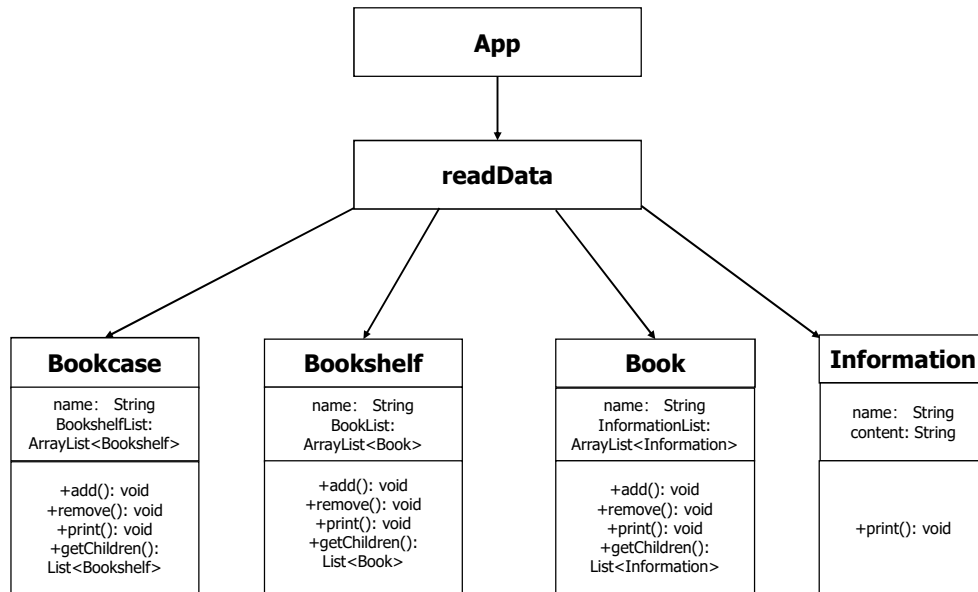 App
readData
Bookcase
name： String
BookshelfList:
ArrayList<Bookshelf>
+add(): void
+remove(): void
+print(): void
+getChildren():
List<Bookshelf>
Bookshelf
name： String
BookList:
ArrayList<Book>
+add(): void
+remove(): void
+print(): void
+getChildren():
List<Book>
Book
name： String
InformationList:
ArrayList<Information>
+add(): void
+remove(): void
+print(): void
+getChildren():
List<Information>
Information
name： String
content: String
+print(): void